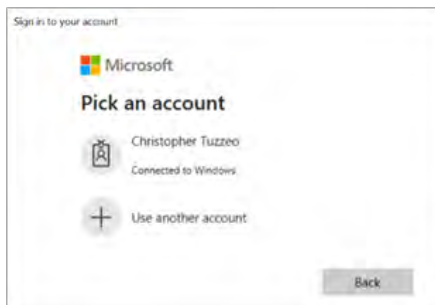 Sign in to your account
Microsoft
Pick an account
Christopher Tuzzeo
Connected to Windows
Use another account
Back